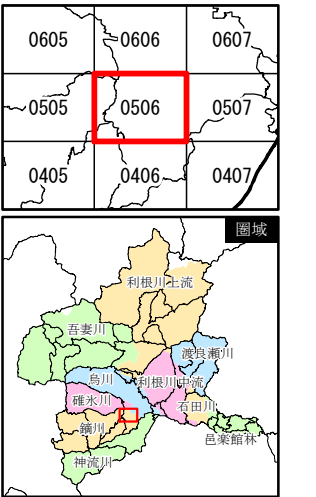 0605 0606 0607
0505 0506 0507
0405 0406 0407
圏域
利根川上流
吾妻川
渡良瀬川
烏川
利根川中流
碓氷川
石田川
鏑川
邑楽館林
神流川